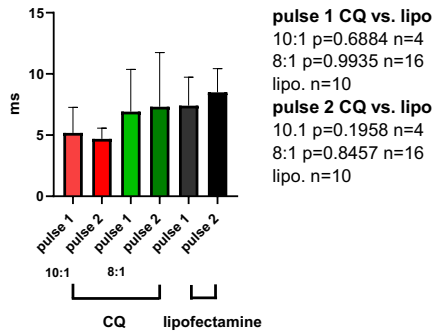 15
10
5
0
ms
pulse 1
pulse 2
pulse 1
pulse 2
pulse 1
pulse 2
10:1
8:1
CQ
lipofectamine
pulse 1 CQ vs. lipo
10:1 p=0.6884 n=4
8:1 p=0.9935 n=16
lipo. n=10
pulse 2 CQ vs. lipo
10.1 p=0.1958 n=4
8:1 p=0.8457 n=16
lipo. n=10